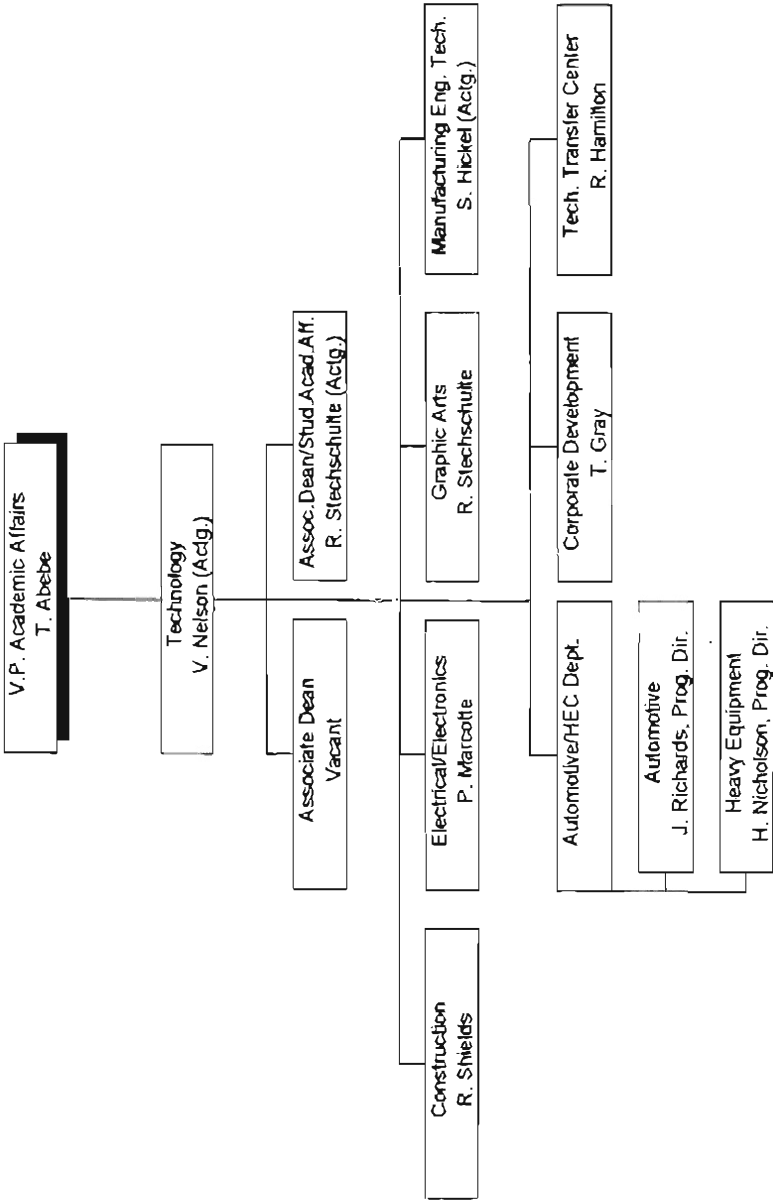 V.P. Academic Affairs
T. Abebe
Technology
V. Nelson (Actg.)
Associate Dean
Vacant
Assoc.Dean/Stud.Acad.Aff.
R. Stechschulte (Actg.)
Construction
R. Shields
Electrical/Electronics
P. Marcotte
Graphic Arts
R. Stechschulte
Manufacturing Eng. Tech.
S. Hickel (Actg.)
Automotive/HEC Dept.
Corporate Development
T. Gray
Tech. Transfer Center
R. Hamilton
Automotive
J. Richards, Prog. Dir.
Heavy Equipment
H. Nicholson, Prog. Dir.